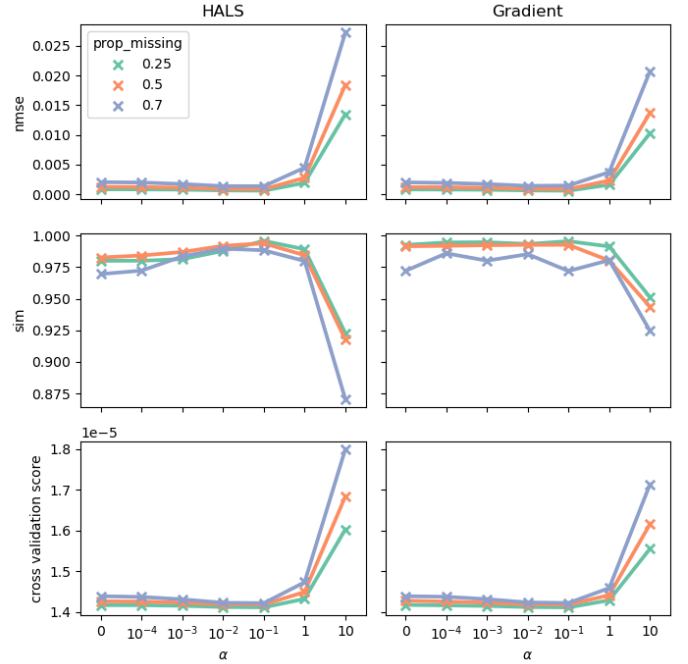 HALS
Gradient
nmse
0.025
0.020
0.015
0.010
0.005
0.000
prop_missing
0.25
0.5
0.7
sim
1.000
0.975
0.950
0.925
0.900
0.875
1e−5
cross validation score
1.8
1.7
1.6
1.5
1.4
0 10⁻⁴ 10⁻³ 10⁻² 10⁻¹ 1 10
0 10⁻⁴ 10⁻³ 10⁻² 10⁻¹ 1 10
α
α